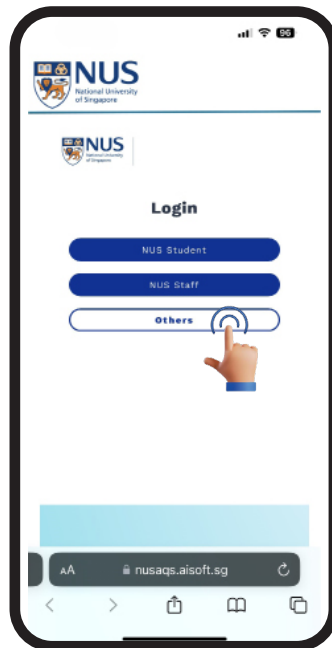 96
NUS
National University
of Singapore
NUS
National University
of Singapore
Login
NUS Student
NUS Staff
Others
AA
nusaqs.aisoft.sg